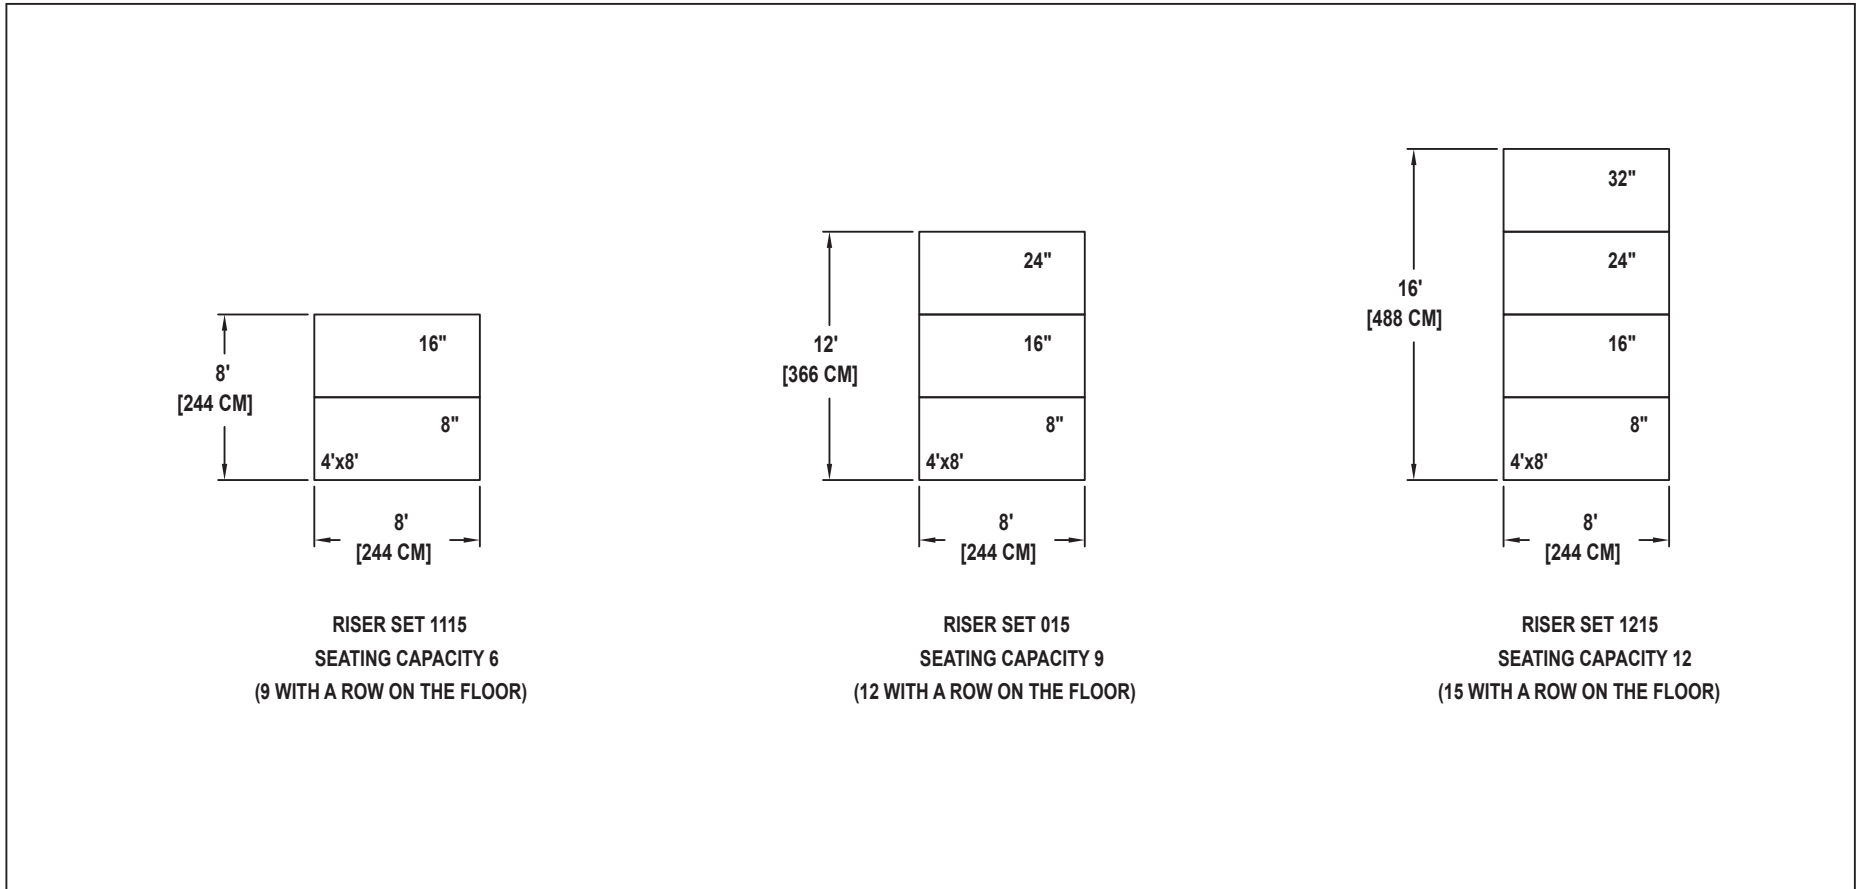 16"
8'
[244 CM]
8"
4'x8'
8'
[244 CM]
RISER SET 1115
SEATING CAPACITY 6
(9 WITH A ROW ON THE FLOOR)
24"
12'
[366 CM]
16"
8"
4'x8'
8'
[244 CM]
RISER SET 015
SEATING CAPACITY 9
(12 WITH A ROW ON THE FLOOR)
32"
24"
16'
[488 CM]
16"
8"
4'x8'
8'
[244 CM]
RISER SET 1215
SEATING CAPACITY 12
(15 WITH A ROW ON THE FLOOR)